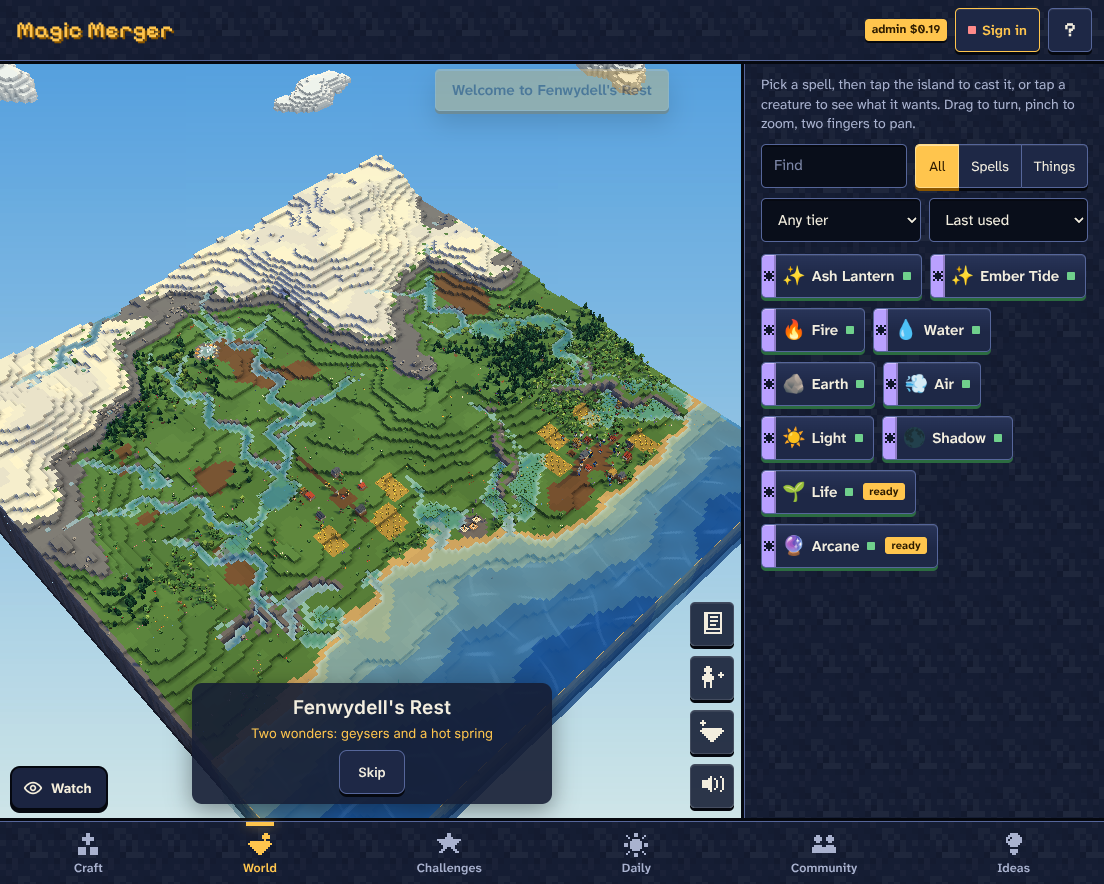 Magic Merger
admin $0.19
Sign in
?
Welcome to Fenwydell's Rest
Pick a spell, then tap the island to cast it, or tap a
creature to see what it wants. Drag to turn, pinch to
zoom, two fingers to pan.
Find
All
Spells
Things
Any tier
Last used
Ash Lantern
Ember Tide
Fire
Water
Earth
Air
Light
Shadow
Life
ready
Arcane
ready
Fenwydell's Rest
Two wonders: geysers and a hot spring
Skip
Watch
Craft
World
Challenges
Daily
Community
Ideas